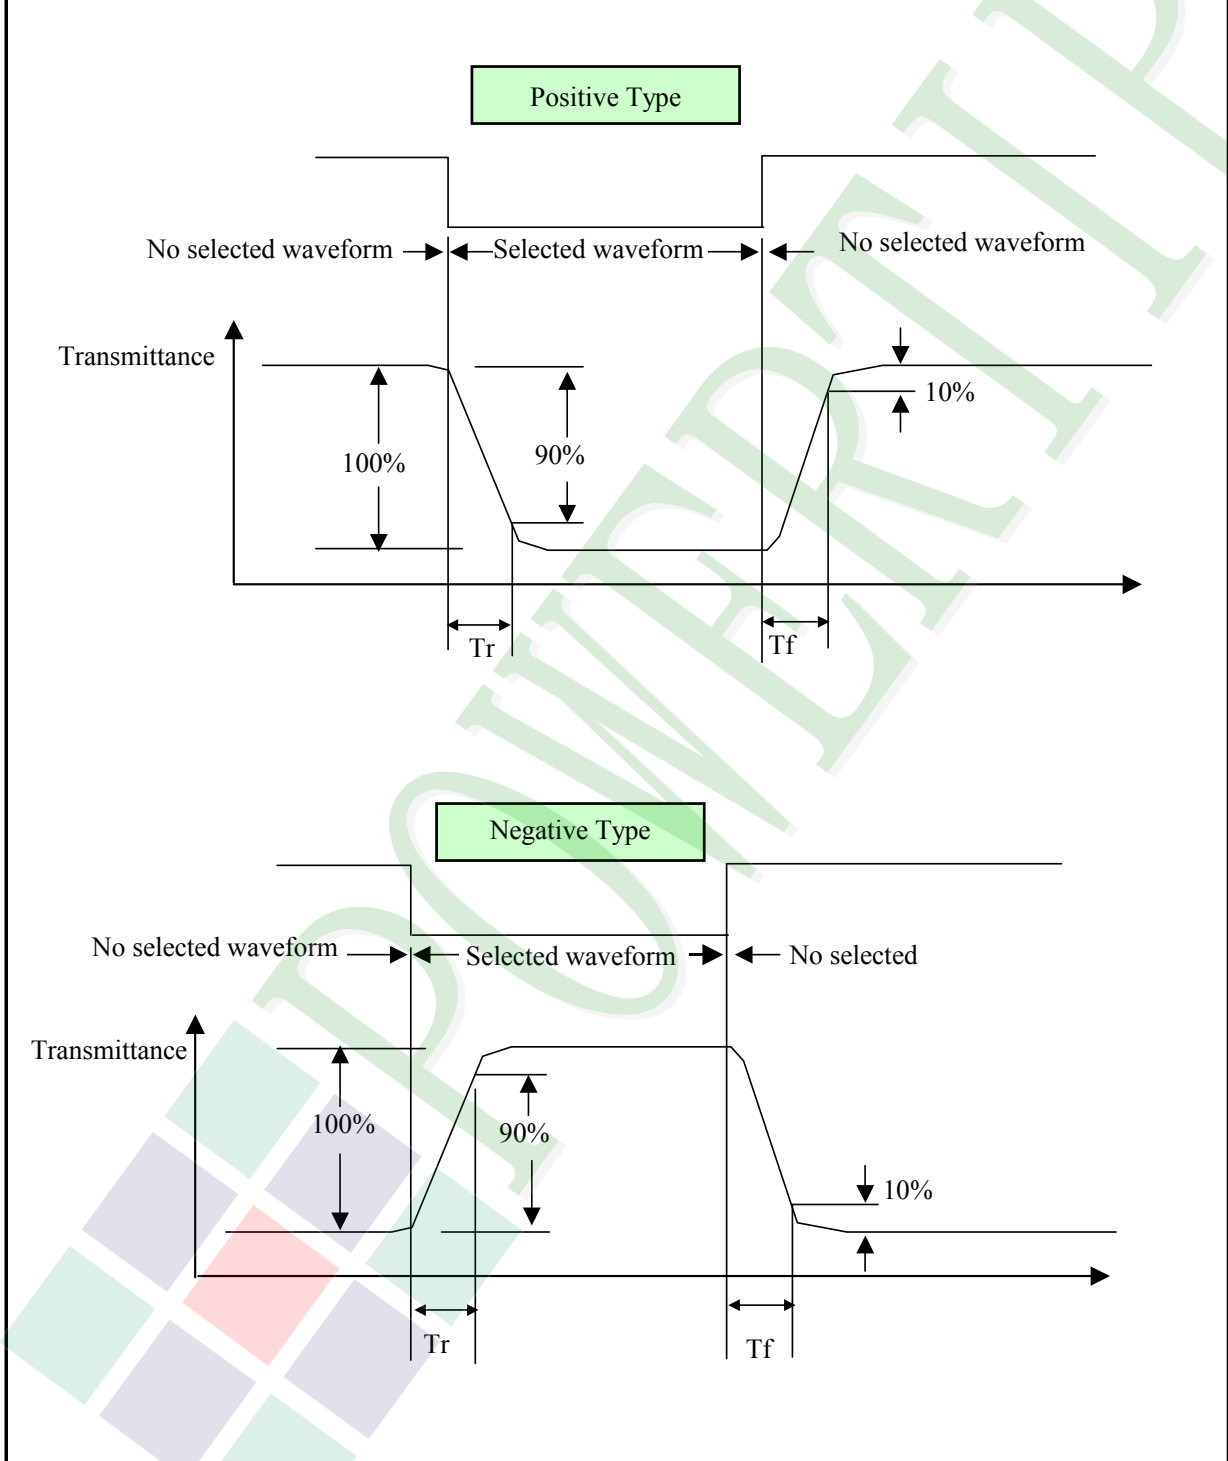 Positive Type
No selected waveform
Selected waveform
No selected waveform
Transmittance
10%
100%
90%
Tr
Tf
Negative Type
No selected waveform
Selected waveform
No selected
Transmittance
100%
90%
10%
Tr
Tf
POWERTIP